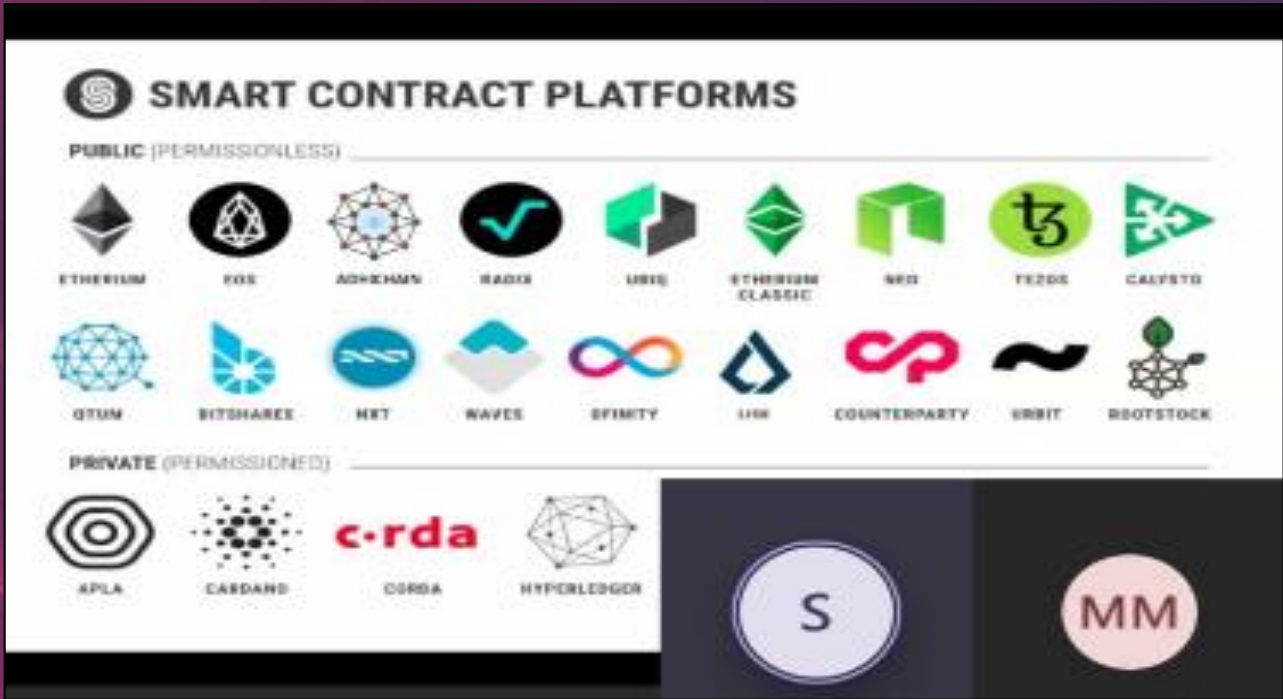 SMART CONTRACT PLATFORMS
PUBLIC (PERMISSIONLESS)
ETHERIUM EOS ADHICHAIN RADIX UBIQ ETHERIUM CLASSIC NEO TEZOS CALYSTO
QTUM BITSHARES NXT WAVES DFINITY LISK COUNTERPARTY URBIT ROOTSTOCK
PRIVATE (PERMISSIONED)
c·rda
APLA CARDANO CORDA HYPERLEDGER
S MM